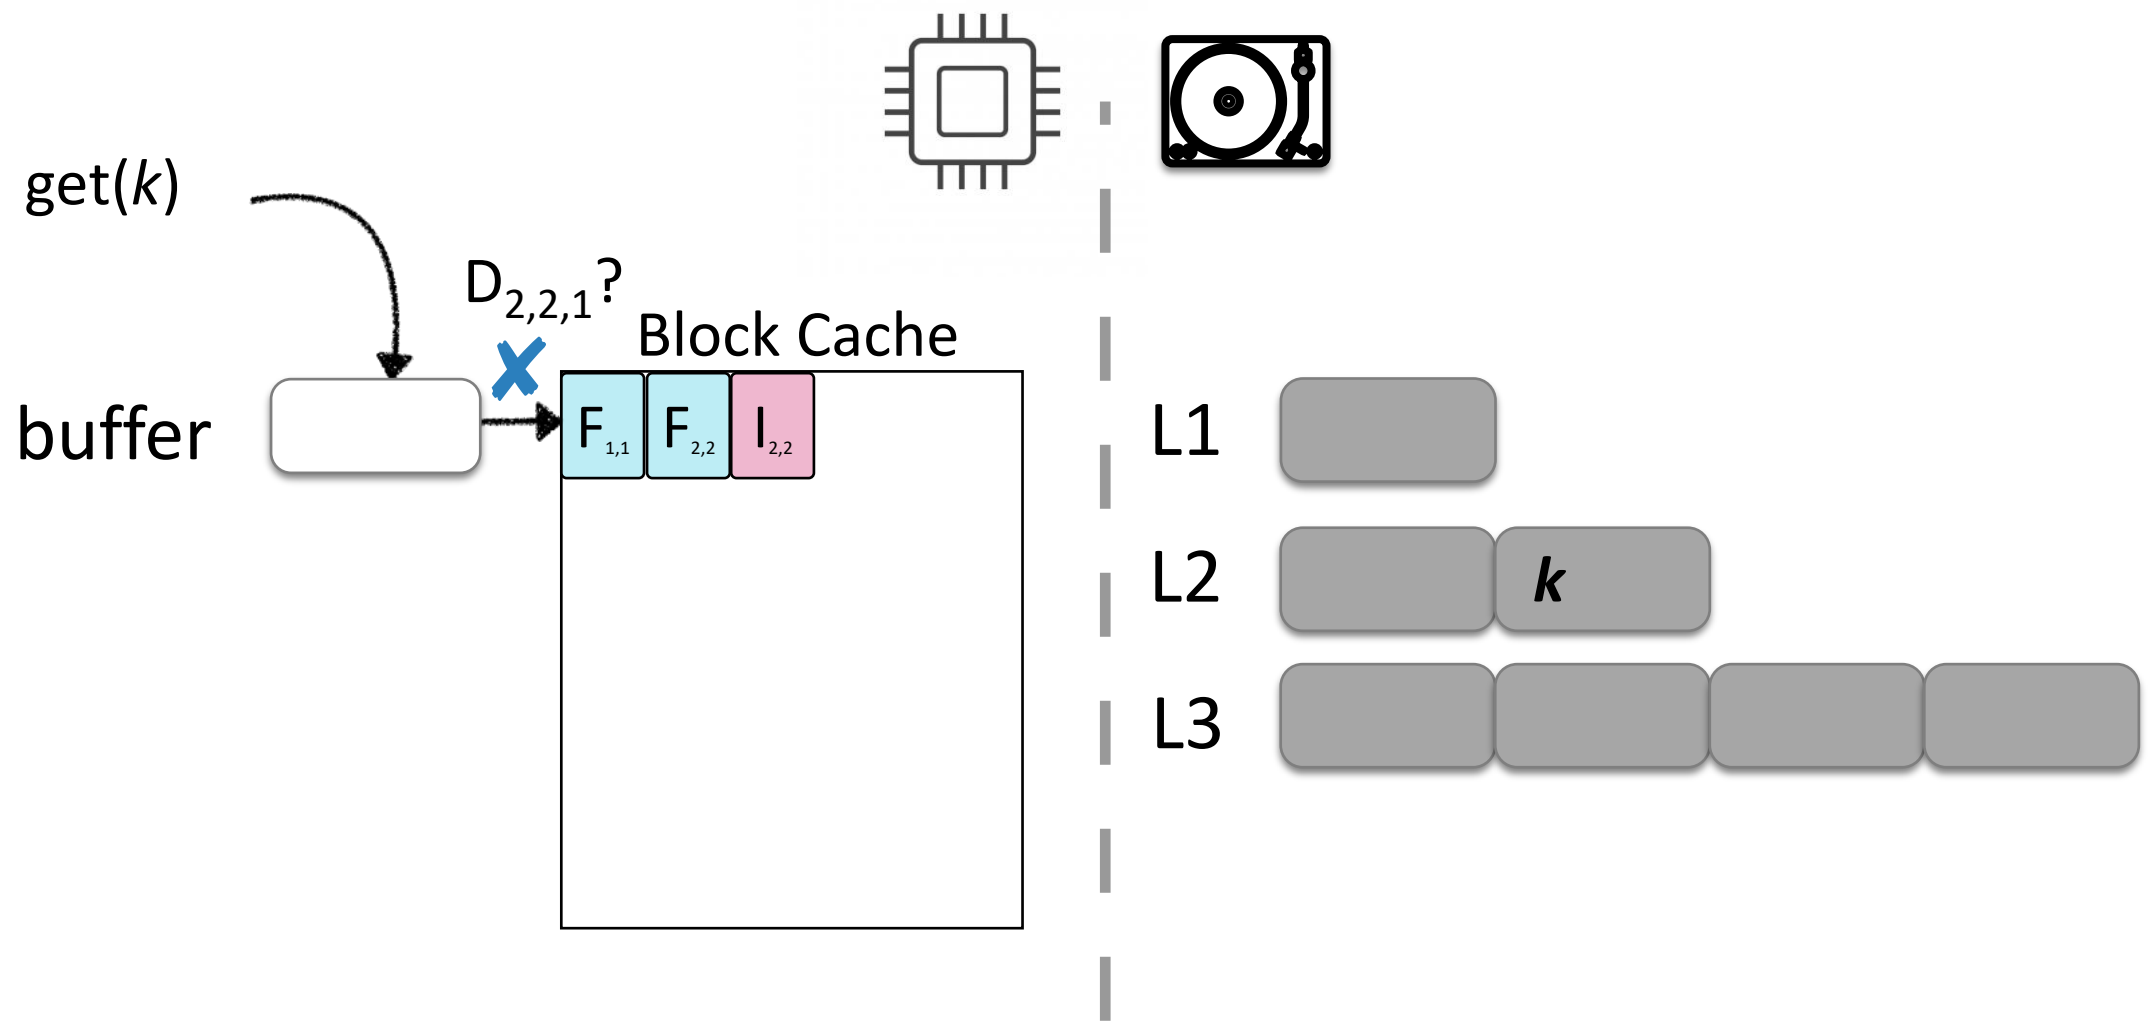 get(k)
D2,2,1?
Block Cache
buffer
F1,1
F2,2
I2,2
L1
L2
k
L3